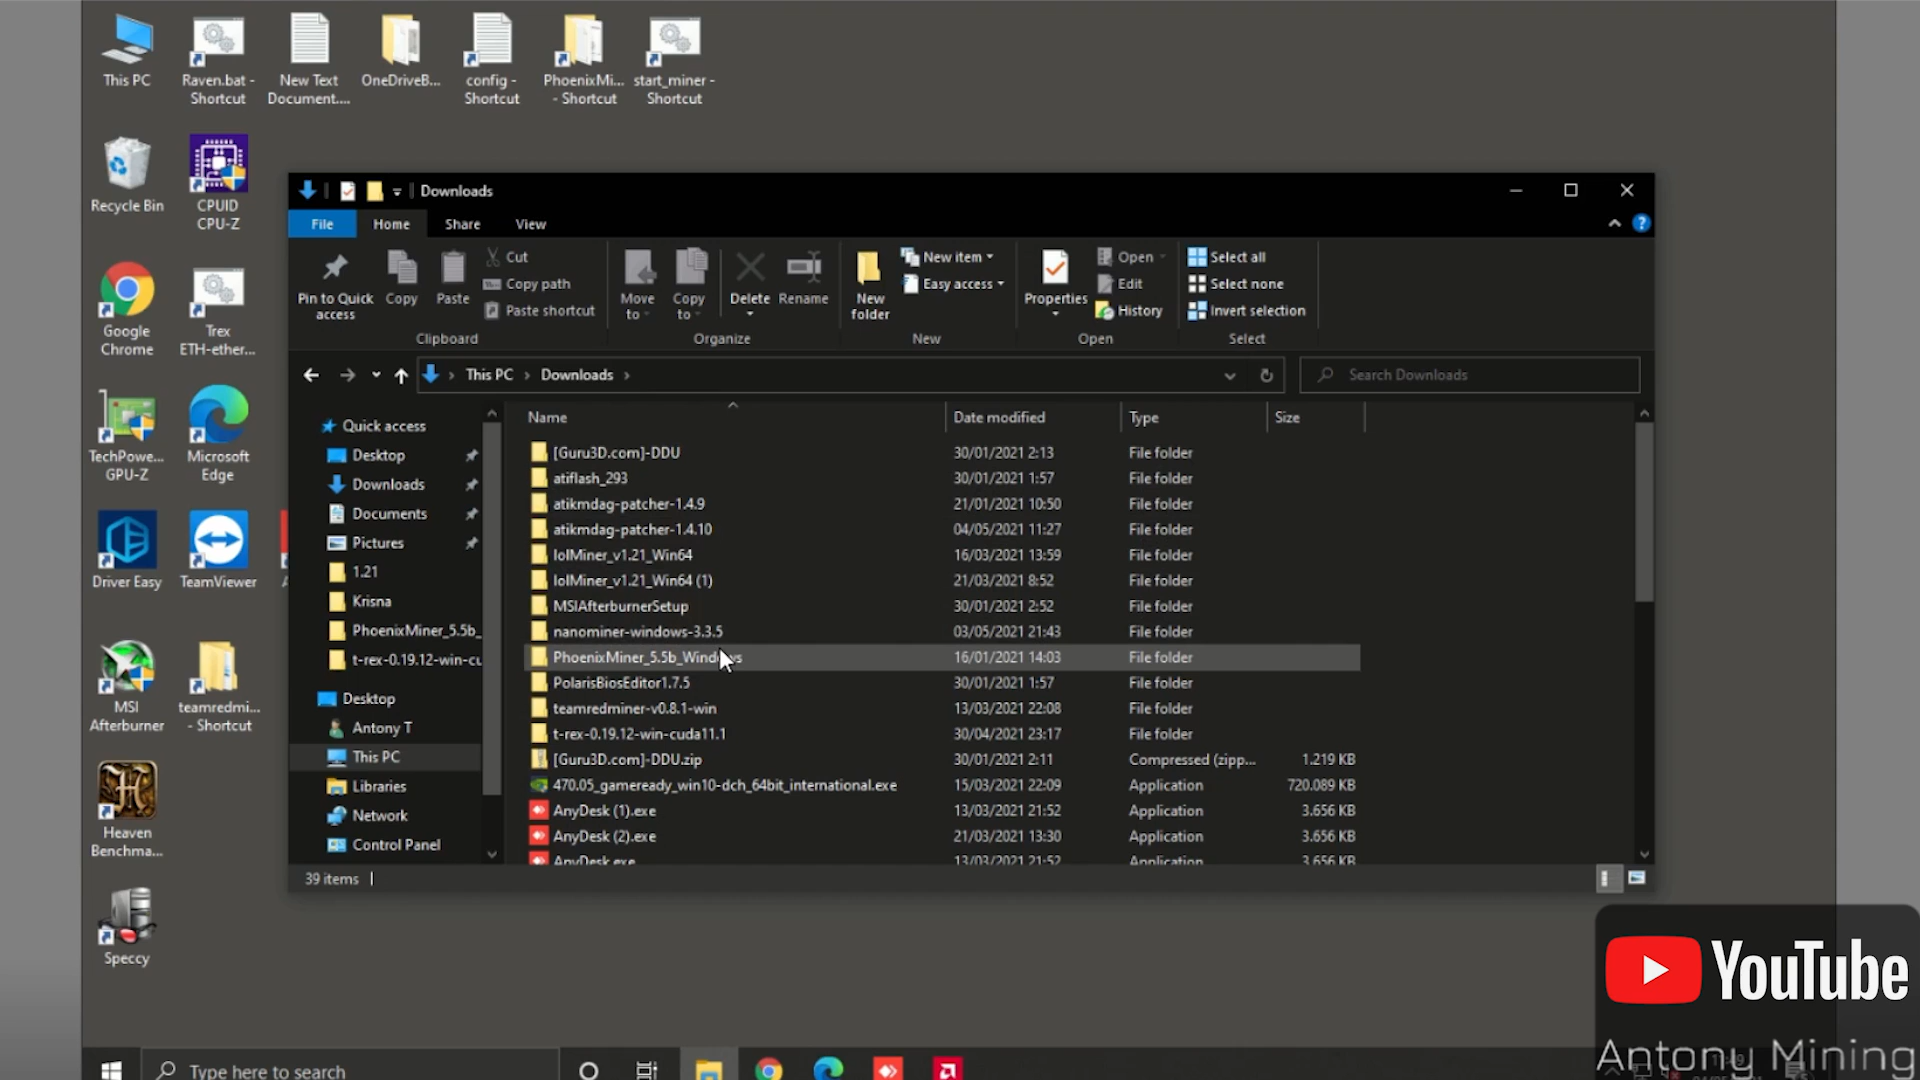 This PC
Raven.bat -
Shortcut
New Text
Document....
OneDriveB...
config -
Shortcut
PhoenixMi...
- Shortcut
start_miner -
Shortcut
Recycle Bin
CPUID
CPU-Z
Google
Chrome
Trex
ETH-ether...
TechPowe...
GPU-Z
Microsoft
Edge
Driver Easy
TeamViewer
MSI
Afterburner
teamredmi...
- Shortcut
Heaven
Benchma...
Speccy
Downloads
File
Home
Share
View
Pin to Quick
access
Copy
Paste
Cut
Copy path
Paste shortcut
Clipboard
Move
to
Copy
to
Delete
Rename
Organize
New
folder
New item
Easy access
New
Properties
Open
Edit
History
Open
Select all
Select none
Invert selection
Select
This PC > Downloads >
Search Downloads
Quick access
Desktop
Downloads
Documents
Pictures
1.21
Krisna
PhoenixMiner_5.5b_
t-rex-0.19.12-win-cu
Desktop
Antony T
This PC
Libraries
Network
Control Panel
Name Date modified Type Size
[Guru3D.com]-DDU 30/01/2021 2:13 File folder
atiflash_293 30/01/2021 1:57 File folder
atikmdag-patcher-1.4.9 21/01/2021 10:50 File folder
atikmdag-patcher-1.4.10 04/05/2021 11:27 File folder
lolMiner_v1.21_Win64 16/03/2021 13:59 File folder
lolMiner_v1.21_Win64 (1) 21/03/2021 8:52 File folder
MSIAfterburnerSetup 30/01/2021 2:52 File folder
nanominer-windows-3.3.5 03/05/2021 21:43 File folder
PhoenixMiner_5.5b_Windows 16/01/2021 14:03 File folder
PolarisBiosEditor1.7.5 30/01/2021 1:57 File folder
teamredminer-v0.8.1-win 13/03/2021 22:08 File folder
t-rex-0.19.12-win-cuda11.1 30/04/2021 23:17 File folder
[Guru3D.com]-DDU.zip 30/01/2021 2:11 Compressed (zipp... 1.219 KB
470.05_gameready_win10-dch_64bit_international.exe 15/03/2021 22:09 Application 720.089 KB
AnyDesk (1).exe 13/03/2021 21:52 Application 3.656 KB
AnyDesk (2).exe 21/03/2021 13:30 Application 3.656 KB
AnyDesk.exe 13/03/2021 21:52 Application 3.656 KB
39 items
YouTube
Antony Mining
Type here to search